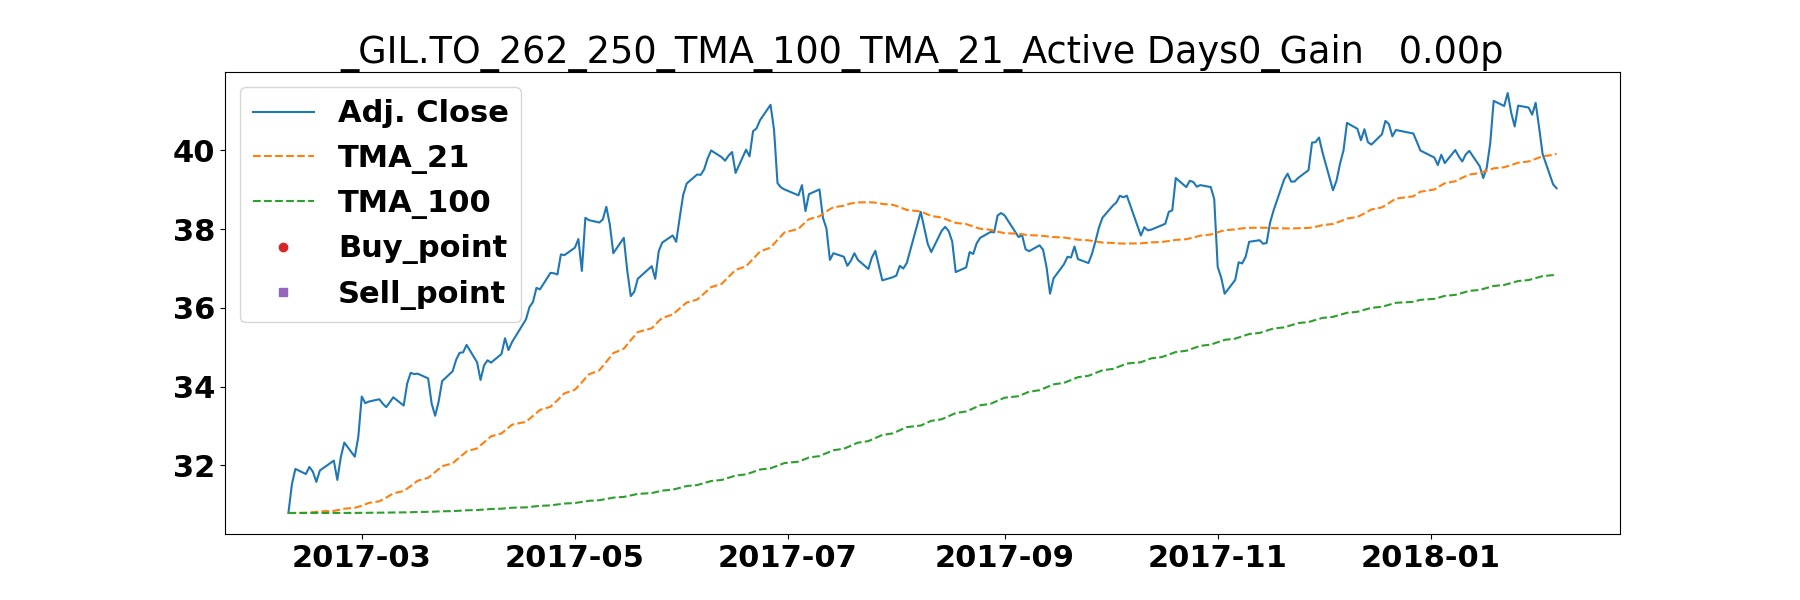 _GIL.TO_262_250_TMA_100_TMA_21_Active Days0_Gain   0.00p
Adj. Close
TMA_21
TMA_100
Buy_point
Sell_point
40
38
36
34
32
2017-03 2017-05 2017-07 2017-09 2017-11 2018-01